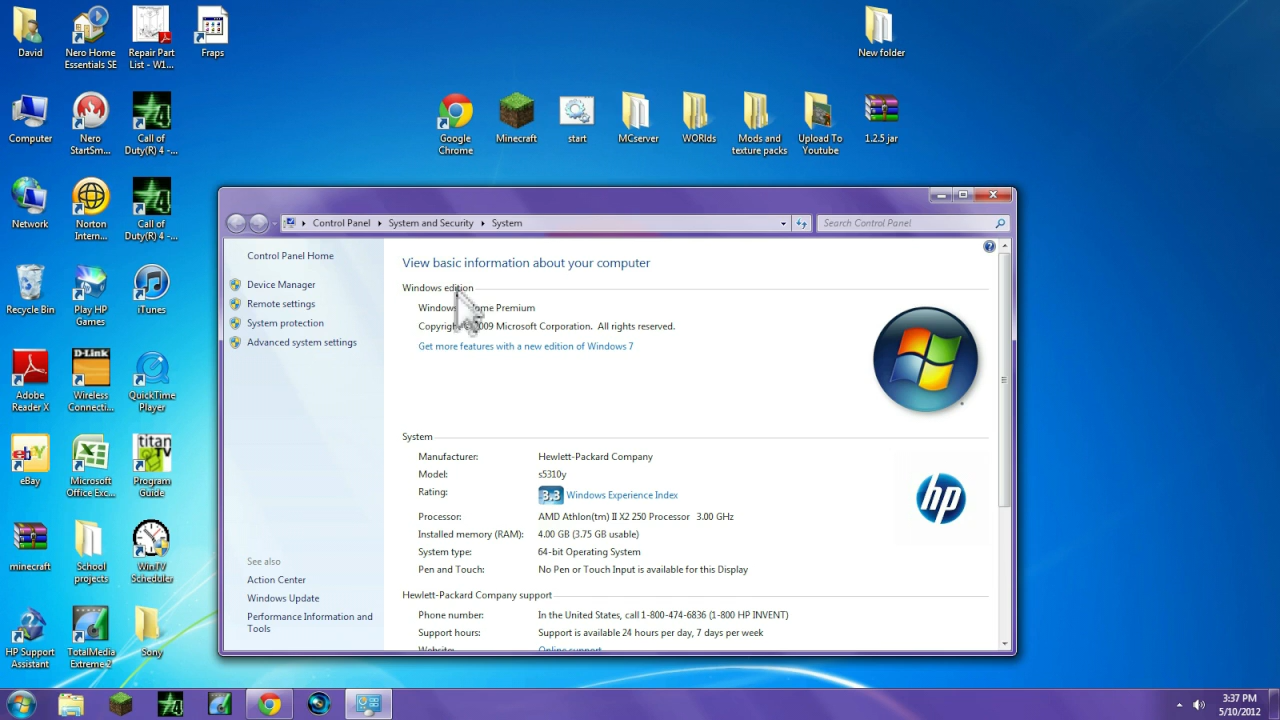 David
Nero Home
Essentials SE
Repair Part
List - W1...
Fraps
New folder
Computer
Nero
StartSm...
Call of
Duty(R) 4 -...
Google
Chrome
Minecraft
start
MCserver
WORlds
Mods and
texture packs
Upload To
Youtube
1.2.5 jar
Network
Norton
Intern...
Call of
Duty(R) 4 -...
Recycle Bin
Play HP
Games
iTunes
Adobe
Reader X
D-Link
Wireless
Connecti...
QuickTime
Player
ebY
eBay
Microsoft
Office Exc...
titan
TV
Program
Guide
minecraft
School
projects
WinTV
Scheduler
HP Support
Assistant
TotalMedia
Extreme 2
Sony
Control Panel
System and Security
System
Search Control Panel
Control Panel Home
Device Manager
Remote settings
System protection
Advanced system settings
See also
Action Center
Windows Update
Performance Information and
Tools
View basic information about your computer
Windows edition
Windows Home Premium
Copyright 2009 Microsoft Corporation. All rights reserved.
Get more features with a new edition of Windows 7
System
Manufacturer: Hewlett-Packard Company
Model: s5310y
Rating: 3,3 Windows Experience Index
Processor: AMD Athlon(tm) II X2 250 Processor 3.00 GHz
Installed memory (RAM): 4.00 GB (3.75 GB usable)
System type: 64-bit Operating System
Pen and Touch: No Pen or Touch Input is available for this Display
hp
Hewlett-Packard Company support
Phone number: In the United States, call 1-800-474-6836 (1-800 HP INVENT)
Support hours: Support is available 24 hours per day, 7 days per week
Website: Online support
3:37 PM
5/10/2012